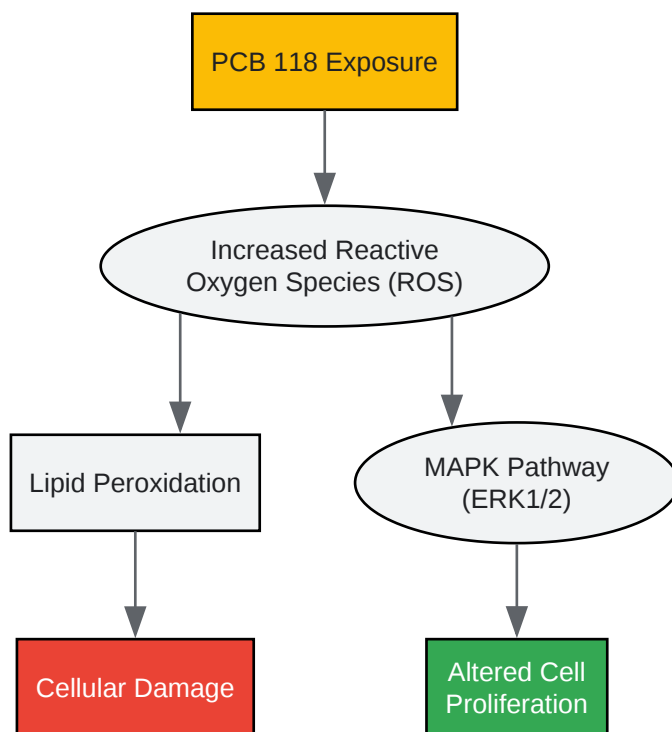 PCB 118 Exposure
Increased Reactive
Oxygen Species (ROS)
Lipid Peroxidation
MAPK Pathway
(ERK1/2)
Cellular Damage
Altered Cell
Proliferation